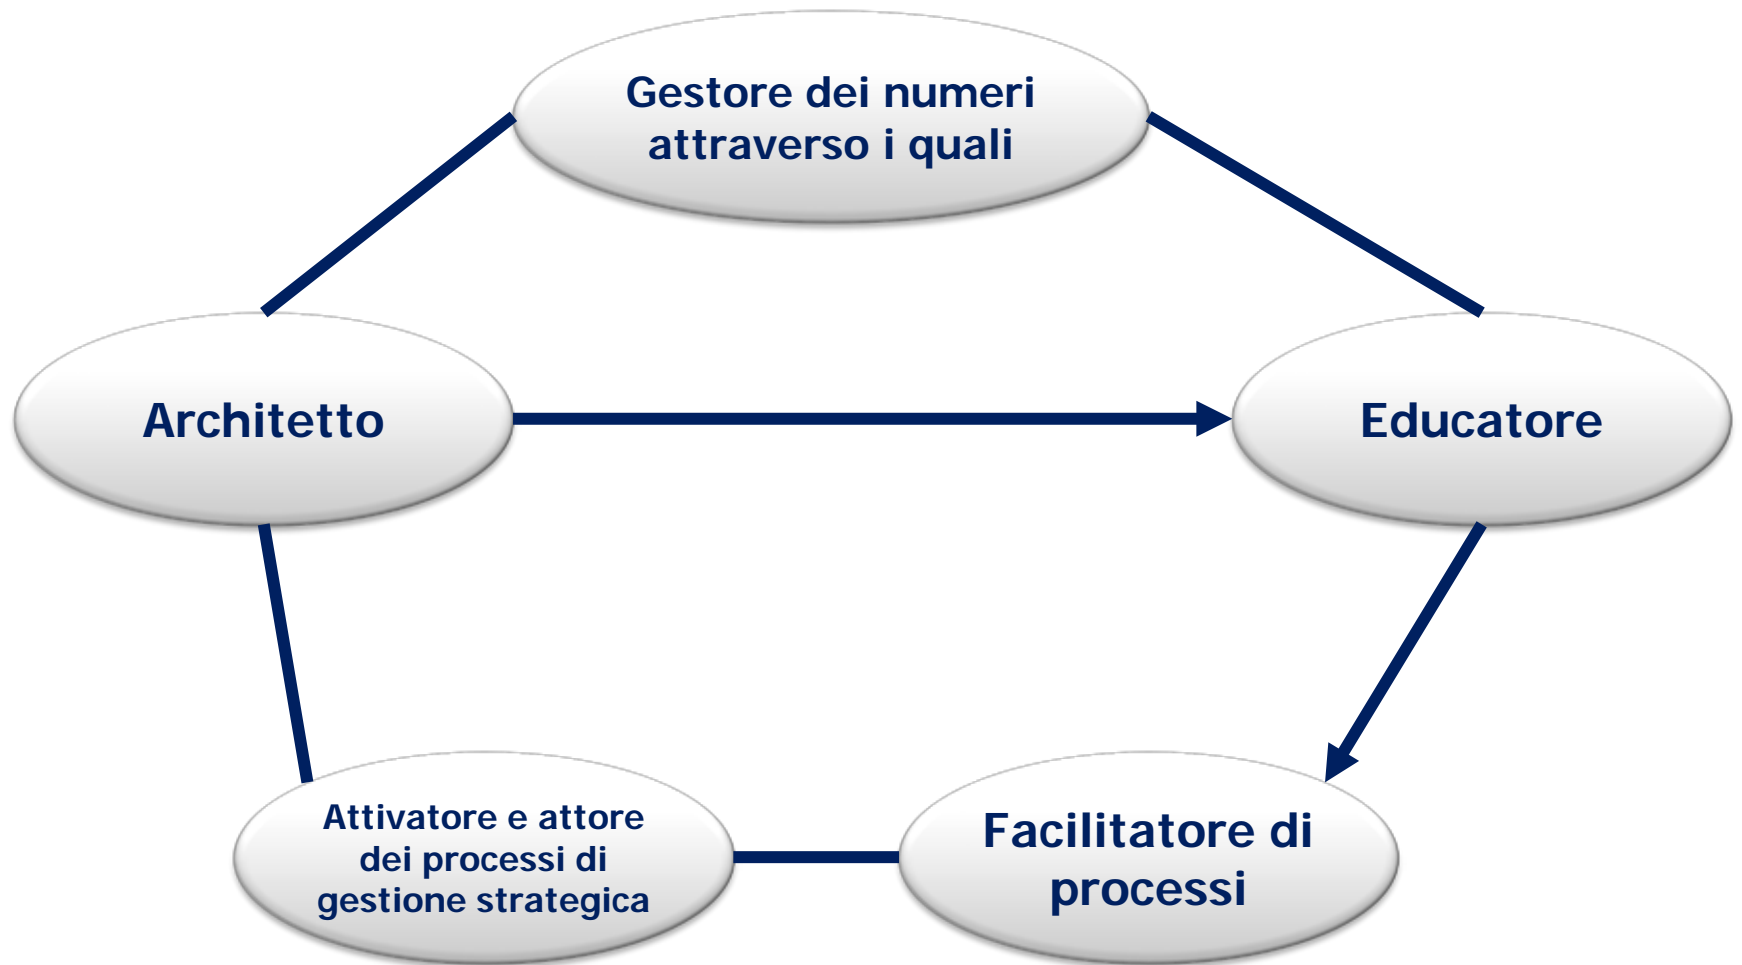 Gestore dei numeri
attraverso i quali
Architetto
Educatore
Attivatore e attore
dei processi di
gestione strategica
Facilitatore di
processi